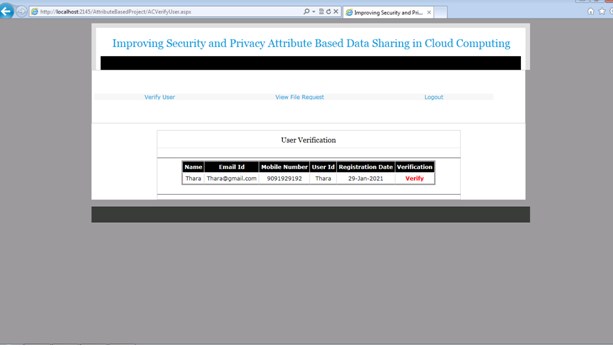 http://localhost:2145/AttributeBasedProject/ACVerifyUser.aspx
Improving Security and Pri...
Improving Security and Privacy Attribute Based Data Sharing in Cloud Computing
Verify User View File Request Logout
User Verification
Name Email Id Mobile Number User Id Registration Date Verification
Thara Thara@gmail.com 9091929192 Thara 29-Jan-2021 Verify